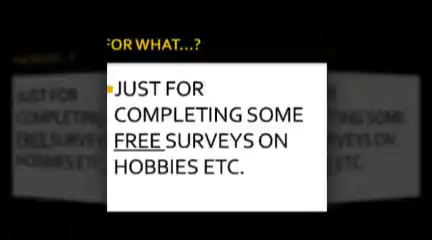 FOR WHAT...?
JUST FOR
COMPLETING SOME
FREE SURVEYS ON
HOBBIES ETC.